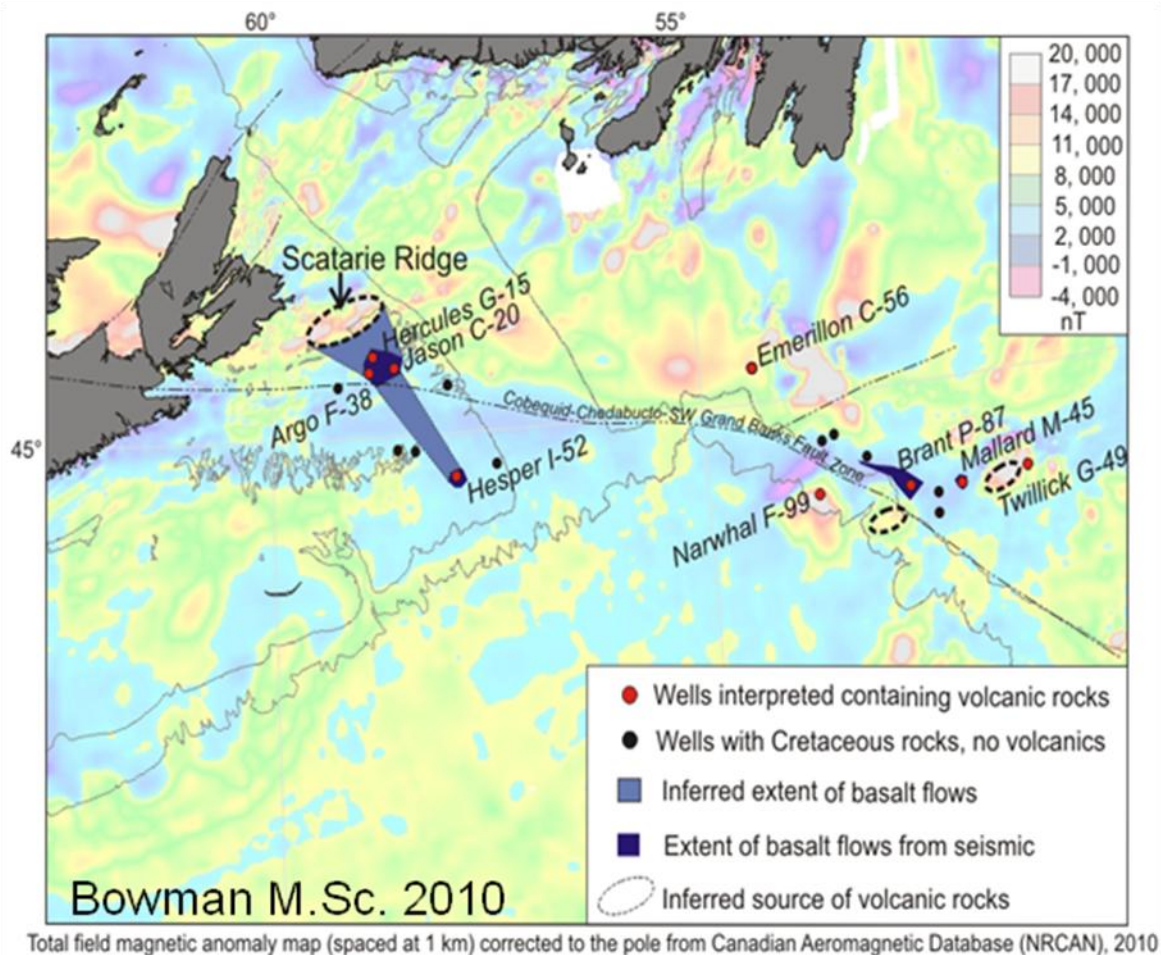 60°
55°
20, 000
17, 000
14, 000
11, 000
8, 000
5, 000
2, 000
-1, 000
-4, 000
nT
Scatarie Ridge
Hercules G-15
Jason C-20
Emerillon C-56
Cobequid-Chedabucto-SW Grand Banks Fault zone
Argo F-38
45°
Hesper I-52
Brant P-87
Mallard M-45
Twillick G-49
Narwhal F-99
Wells interpreted containing volcanic rocks
Wells with Cretaceous rocks, no volcanics
Inferred extent of basalt flows
Extent of basalt flows from seismic
Inferred source of volcanic rocks
Bowman M.Sc. 2010
Total field magnetic anomaly map (spaced at 1 km) corrected to the pole from Canadian Aeromagnetic Database (NRCAN), 2010